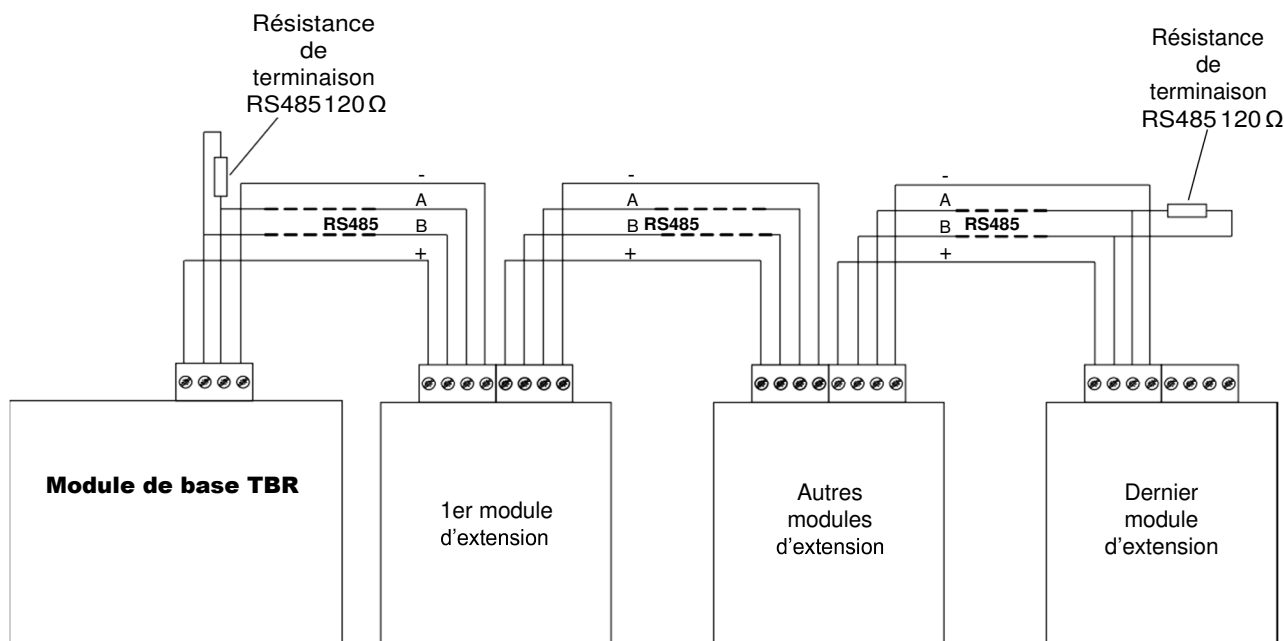 Résistance
de
terminaison
RS485 120 Ω
Résistance
de
terminaison
RS485 120 Ω
-
A
RS485
B
+
-
A
B
RS485
+
-
A
B
RS485
+
Module de base TBR
1er module
d'extension
Autres
modules
d'extension
Dernier
module
d'extension